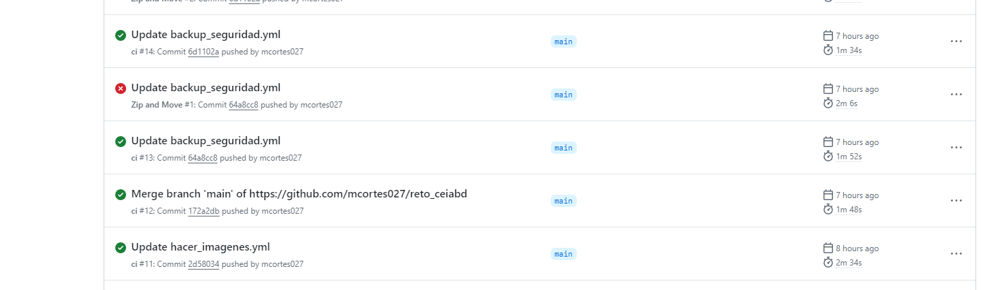 Update backup_seguridad.yml
ci #14: Commit 6d1102a pushed by mcortes027
main
7 hours ago
1m 34s
Update backup_seguridad.yml
Zip and Move #1: Commit 64a8cc8 pushed by mcortes027
main
7 hours ago
2m 6s
Update backup_seguridad.yml
ci #13: Commit 64a8cc8 pushed by mcortes027
main
7 hours ago
1m 52s
Merge branch 'main' of https://github.com/mcortes027/reto_ceiabd
ci #12: Commit 172a2db pushed by mcortes027
main
7 hours ago
1m 48s
Update hacer_imagenes.yml
ci #11: Commit 2d58034 pushed by mcortes027
main
8 hours ago
2m 34s